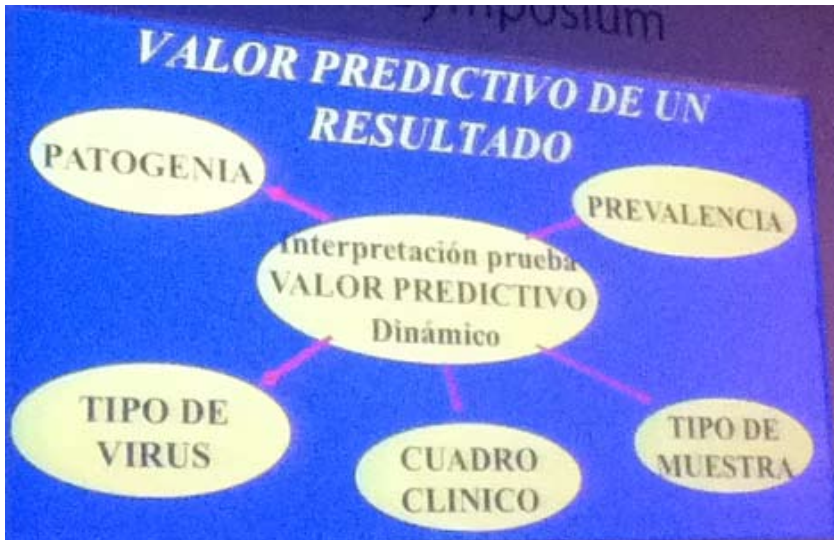 Symposium
VALOR PREDICTIVO DE UN
RESULTADO
PATOGENIA
PREVALENCIA
Interpretación prueba
VALOR PREDICTIVO
Dinámico
TIPO DE
VIRUS
CUADRO
CLINICO
TIPO DE
MUESTRA